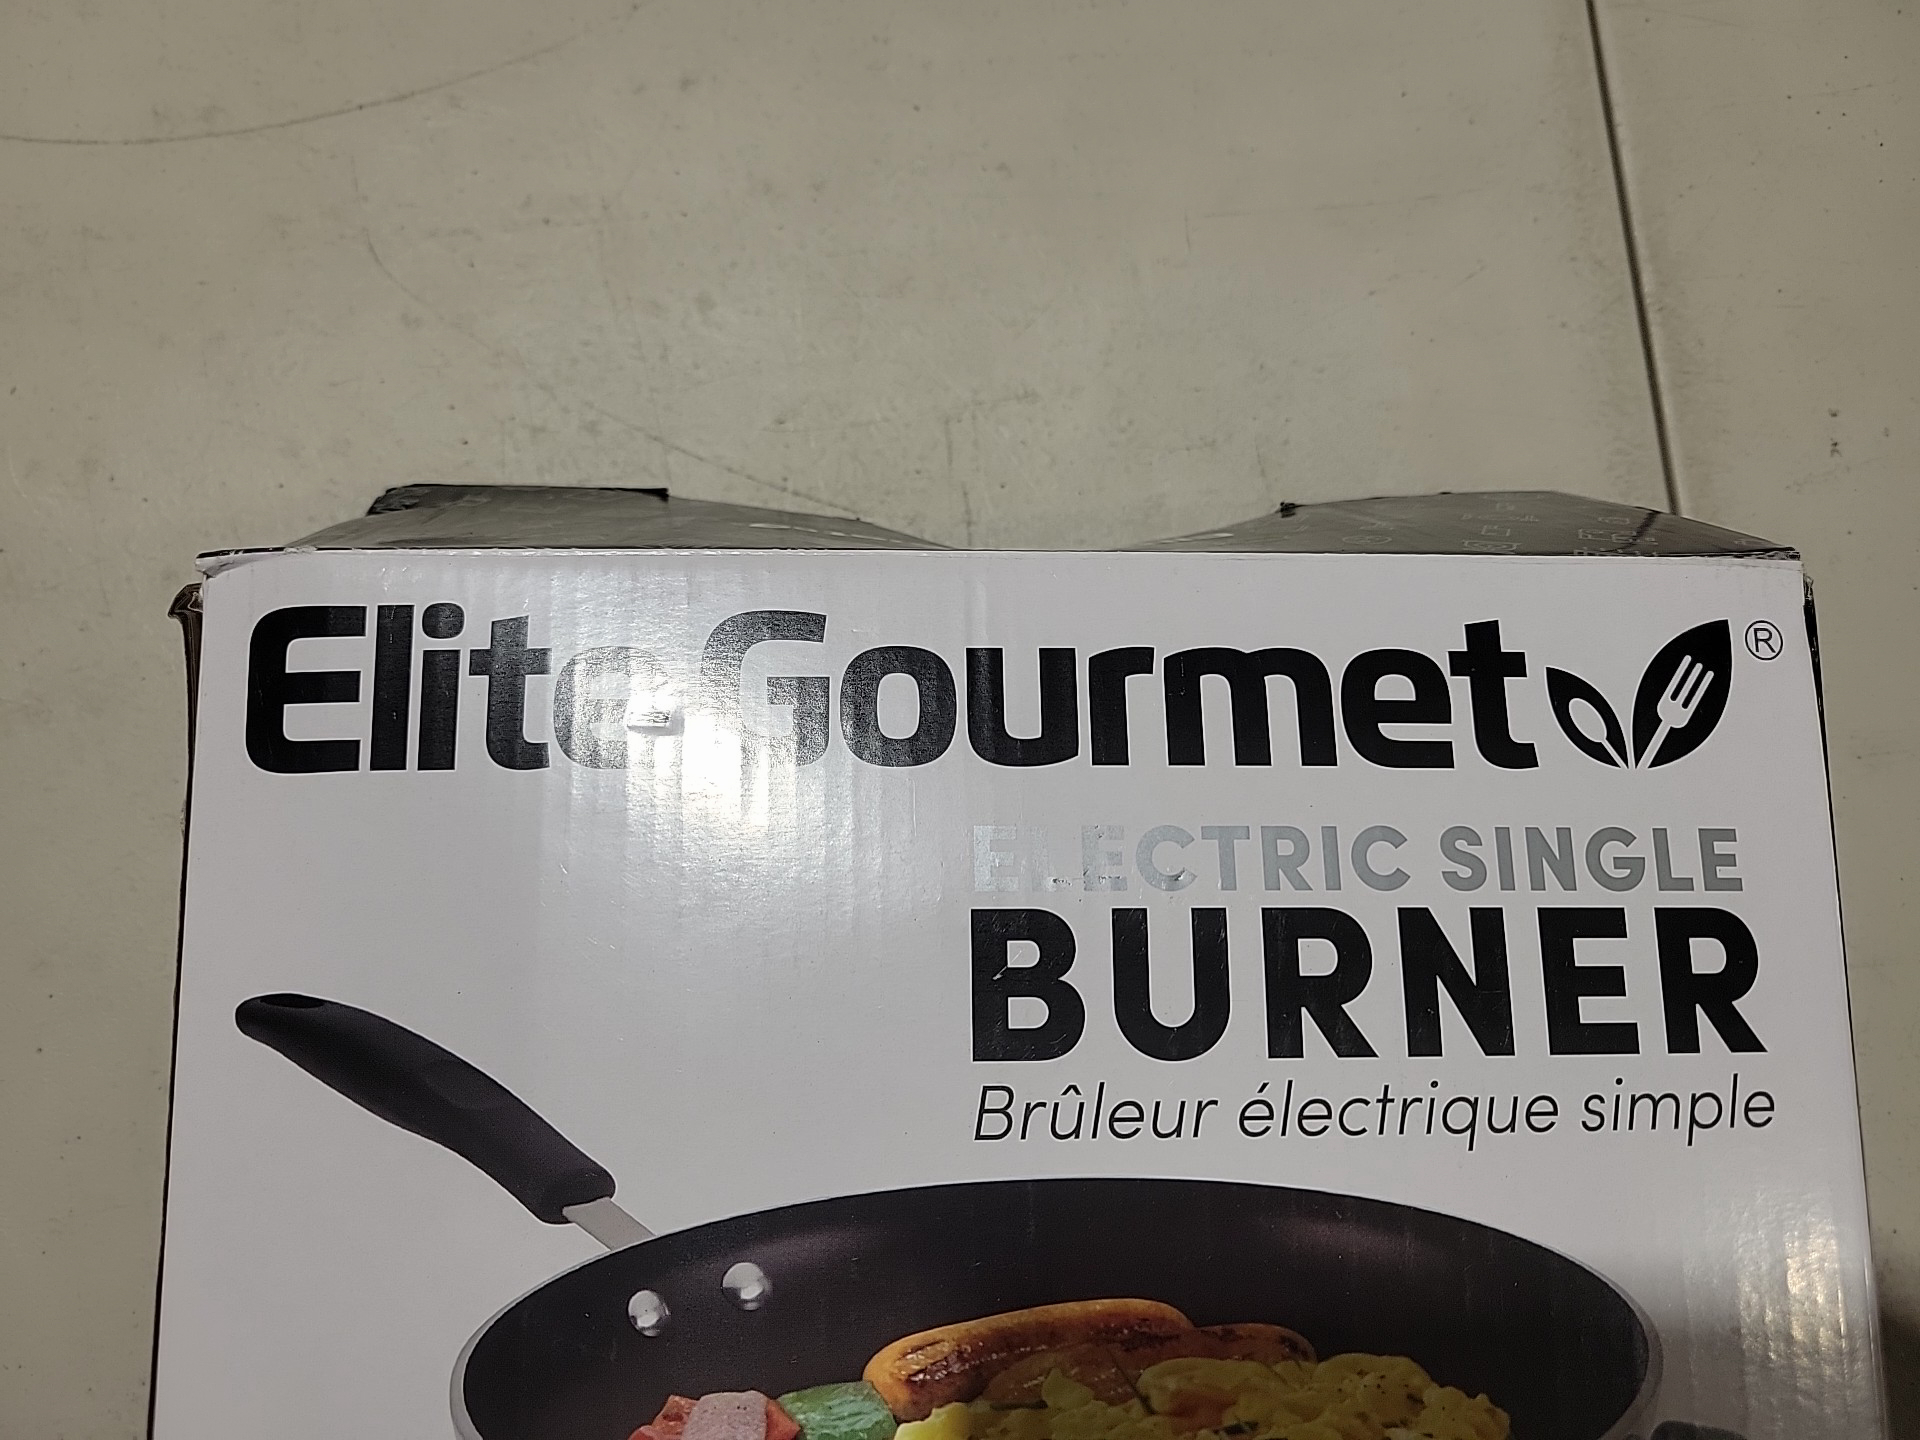 Elite Gourmet®
ELECTRIC SINGLE
BURNER
Brûleur électrique simple